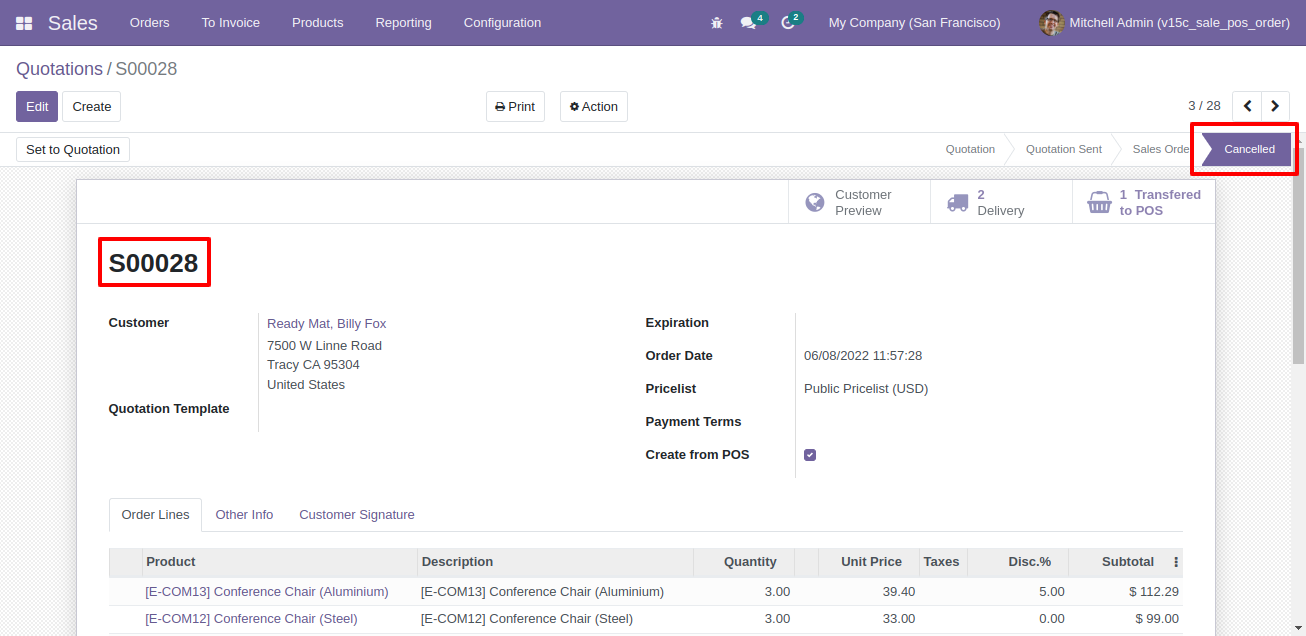 Sales Orders To Invoice Products Reporting Configuration 4 2 My Company (San Francisco) Mitchell Admin (v15c_sale_pos_order)
Quotations / S00028
Edit Create Print Action 3 / 28
Set to Quotation Quotation Quotation Sent Sales Orde Cancelled
Customer 2 1 Transfered
Preview Delivery to POS
S00028
Customer Ready Mat, Billy Fox Expiration
7500 W Linne Road
Tracy CA 95304 Order Date 06/08/2022 11:57:28
United States Pricelist Public Pricelist (USD)
Quotation Template Payment Terms
Create from POS
Order Lines Other Info Customer Signature
Product Description Quantity Unit Price Taxes Disc.% Subtotal
[E-COM13] Conference Chair (Aluminium) [E-COM13] Conference Chair (Aluminium) 3.00 39.40 5.00 $ 112.29
[E-COM12] Conference Chair (Steel) [E-COM12] Conference Chair (Steel) 3.00 33.00 0.00 $ 99.00